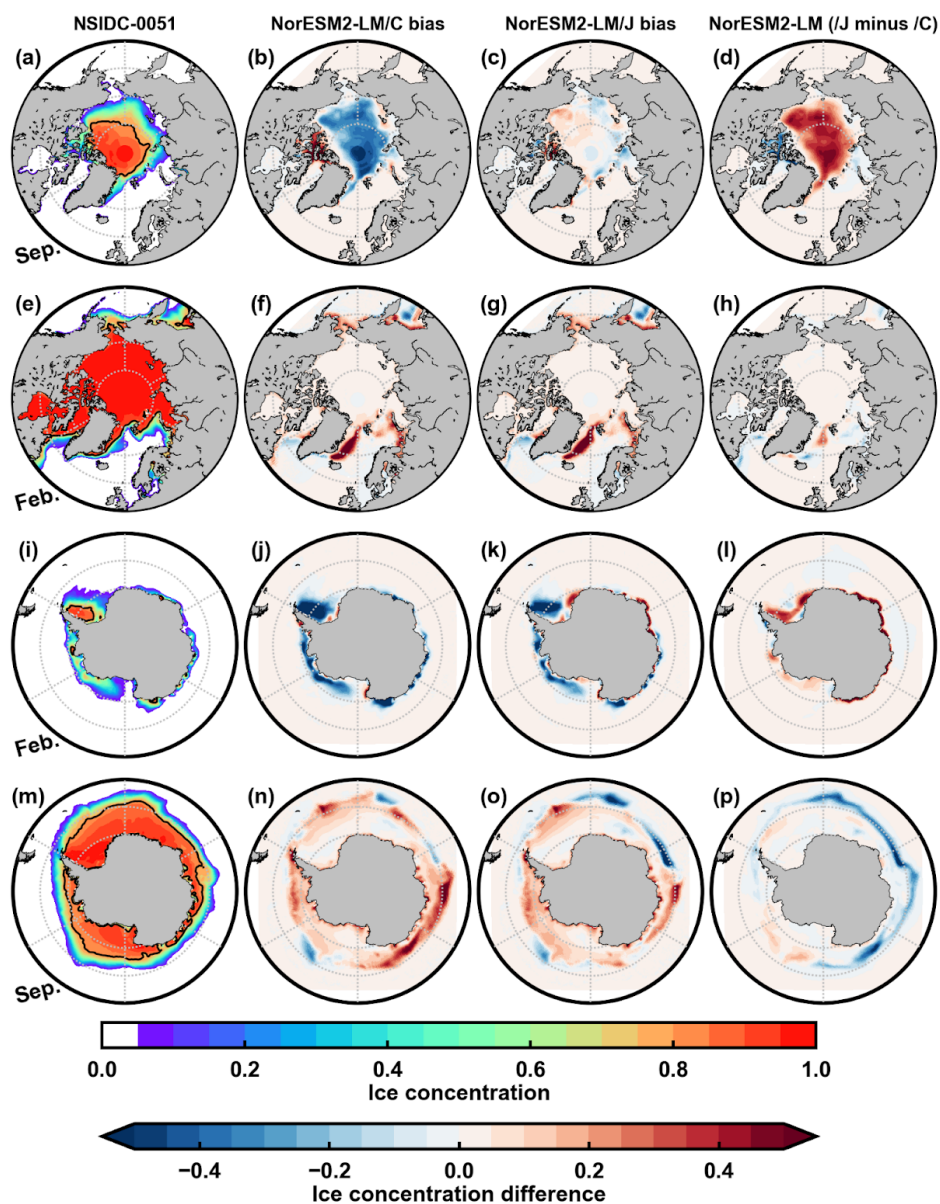 NSIDC-0051 NorESM2-LM/C bias NorESM2-LM/J bias NorESM2-LM (/J minus /C)
(a) (b) (c) (d)
Sep.
(e) (f) (g) (h)
Feb.
(i) (j) (k) (l)
Feb.
(m) (n) (o) (p)
Sep.
0.0 0.2 0.4 0.6 0.8 1.0
Ice concentration
−0.4 −0.2 0.0 0.2 0.4
Ice concentration difference